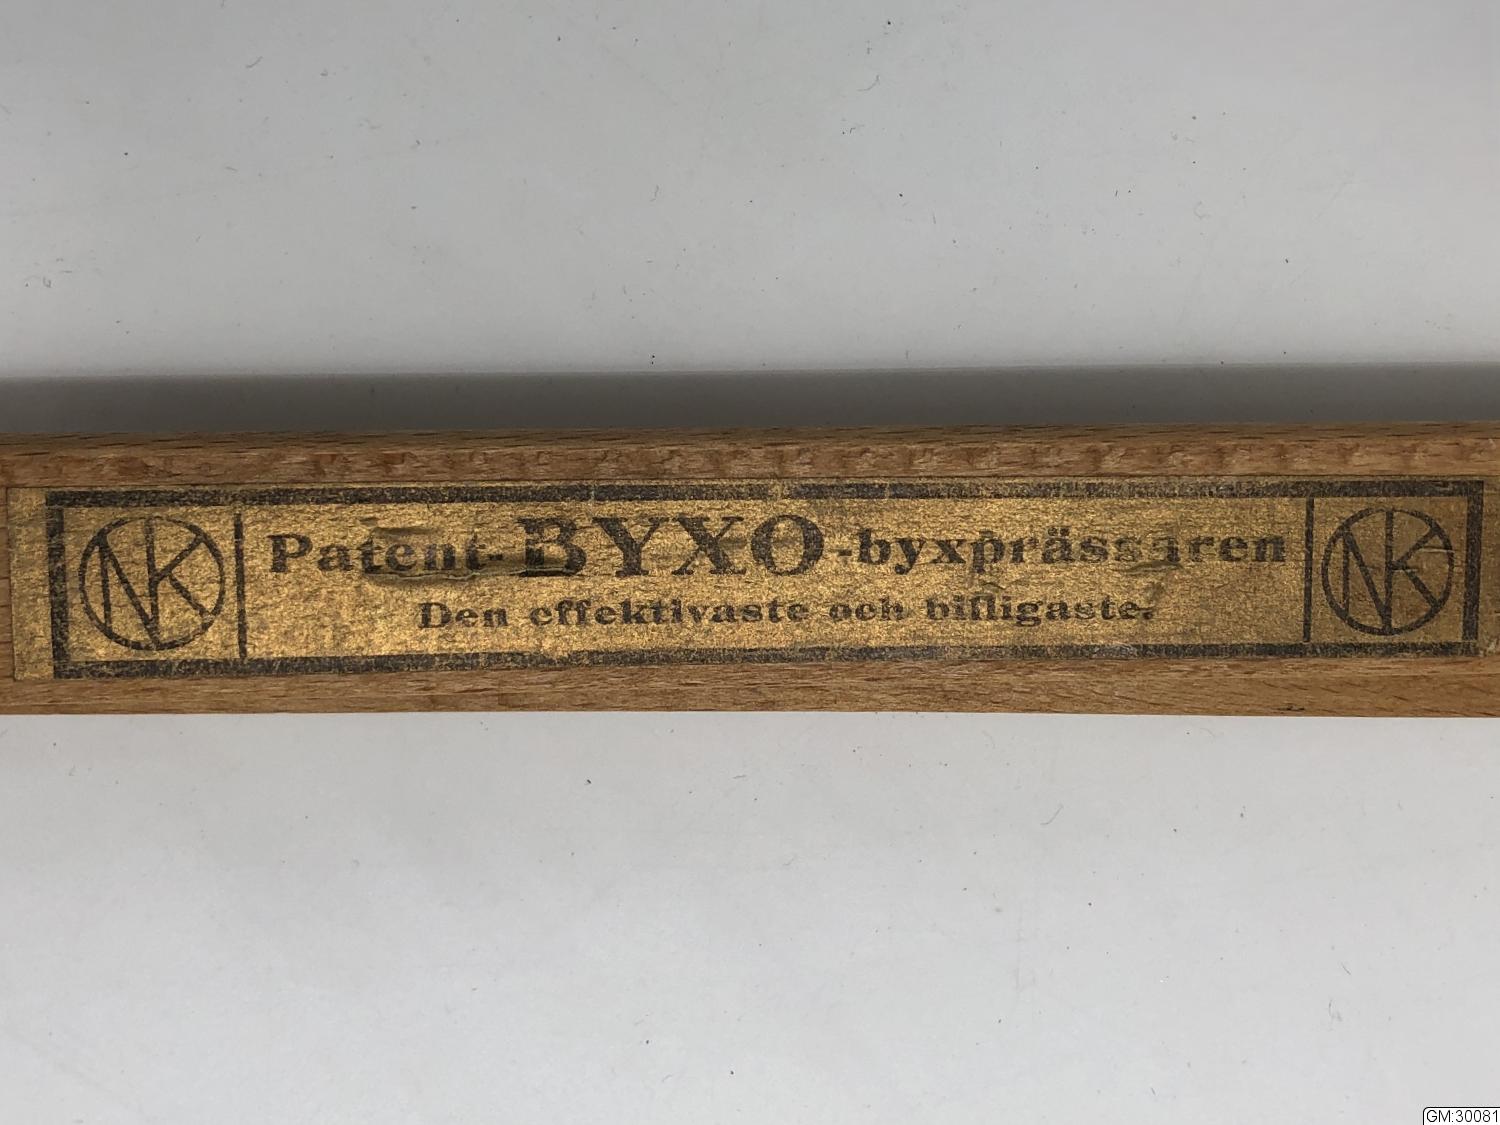 NK
Patent-BYXO-byxprässaren
Den effektivaste och billigaste.
NK
GM:30081